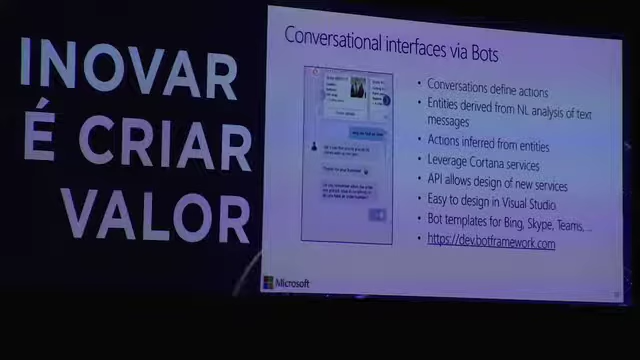 INOVAR
É CRIAR
VALOR
Conversational interfaces via Bots
• Conversations define actions
• Entities derived from NL analysis of text
messages
• Actions inferred from entities
• Leverage Cortana services
• API allows design of new services
• Easy to design in Visual Studio
• Bot templates for Bing, Skype, Teams, ...
• https://dev.botframework.com
Microsoft